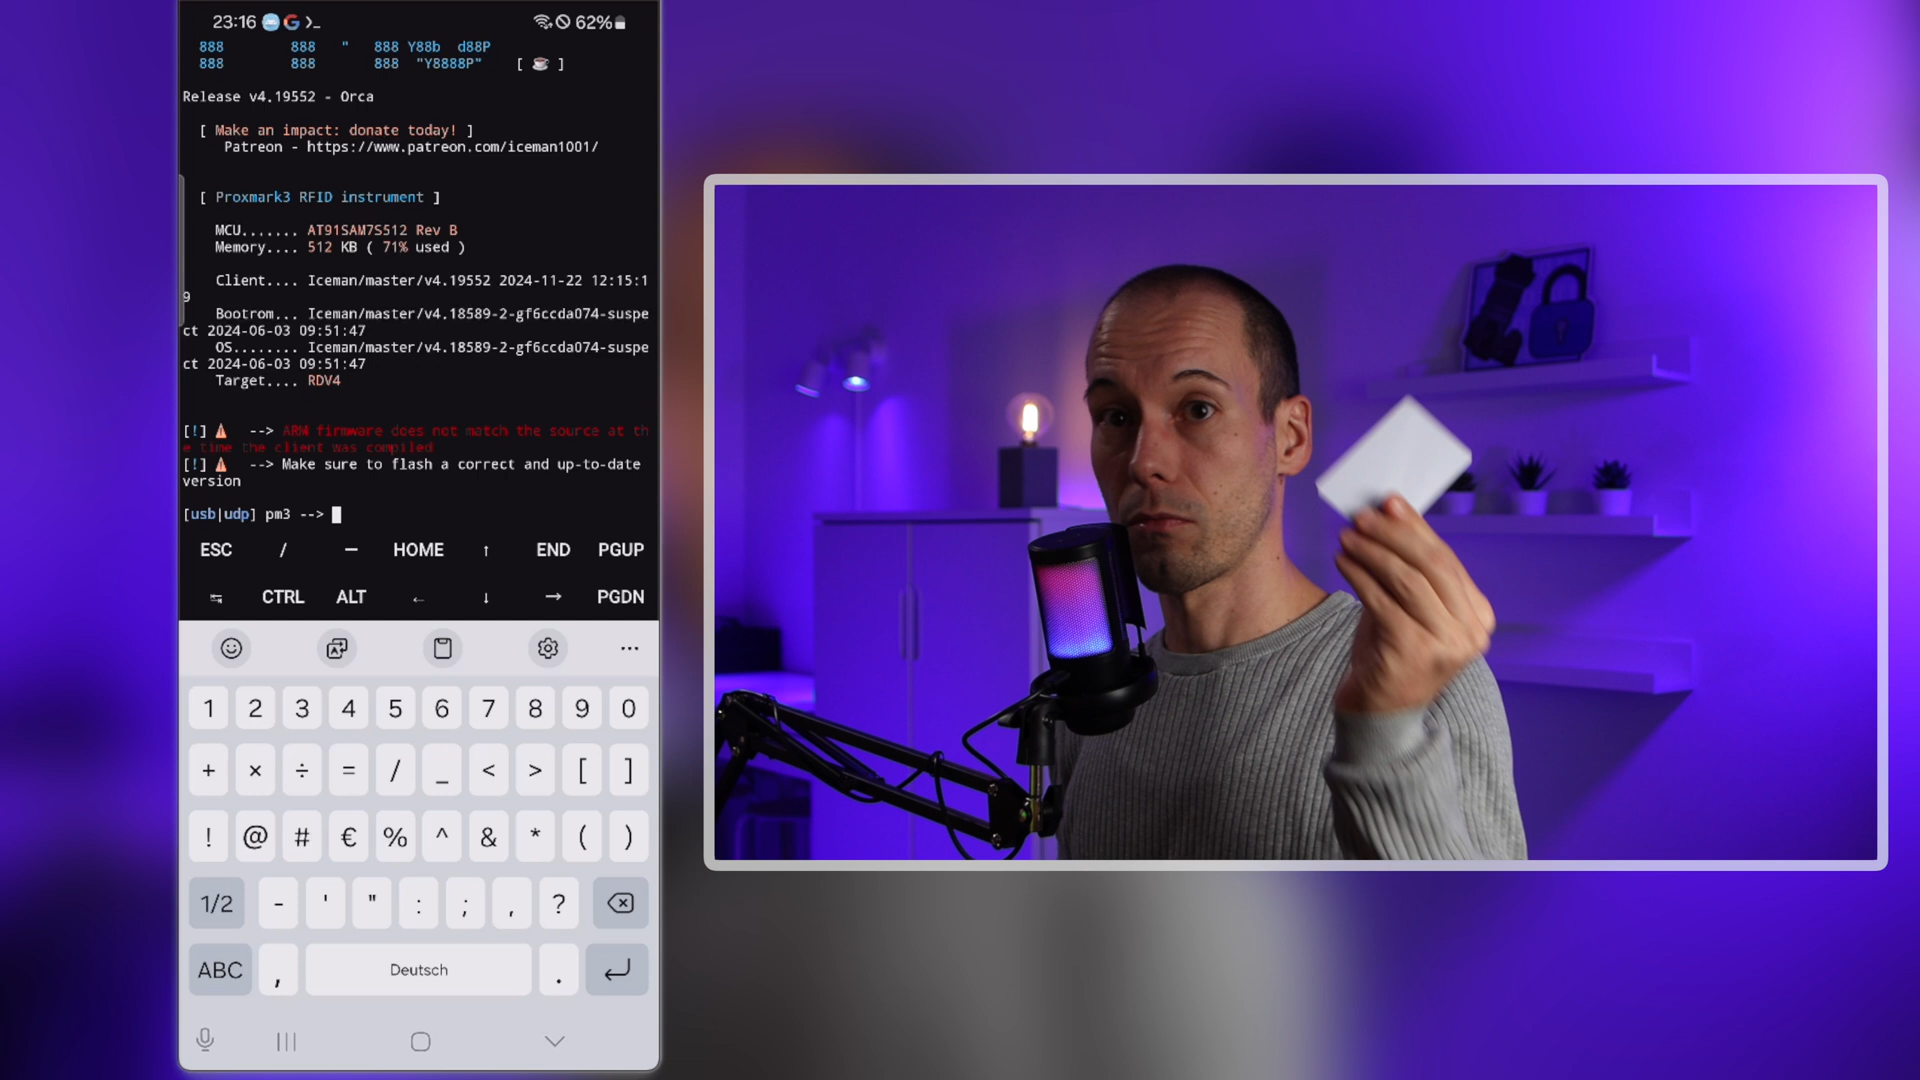 23:16 62%
888 888 " 888 Y88b d88P
888 888 888 "Y8888P" [ ☕ ]
Release v4.19552 - Orca
[ Make an impact: donate today! ]
Patreon - https://www.patreon.com/iceman1001/
[ Proxmark3 RFID instrument ]
MCU....... AT91SAM7S512 Rev B
Memory.... 512 KB ( 71% used )
Client.... Iceman/master/v4.19552 2024-11-22 12:15:1
9
Bootrom... Iceman/master/v4.18589-2-gf6ccda074-suspe
ct 2024-06-03 09:51:47
OS........ Iceman/master/v4.18589-2-gf6ccda074-suspe
ct 2024-06-03 09:51:47
Target.... RDV4
[!] ⚠ --> ARM firmware does not match the source at th
e time the client was compiled
[!] ⚠ --> Make sure to flash a correct and up-to-date
version
[usb|udp] pm3 -->
ESC / — HOME ↑ END PGUP
↹ CTRL ALT ← ↓ → PGDN
1 2 3 4 5 6 7 8 9 0
+ × ÷ = / _ < > [ ]
! @ # € % ^ & * ( )
1/2 - ' " : ; , ?
ABC , Deutsch .